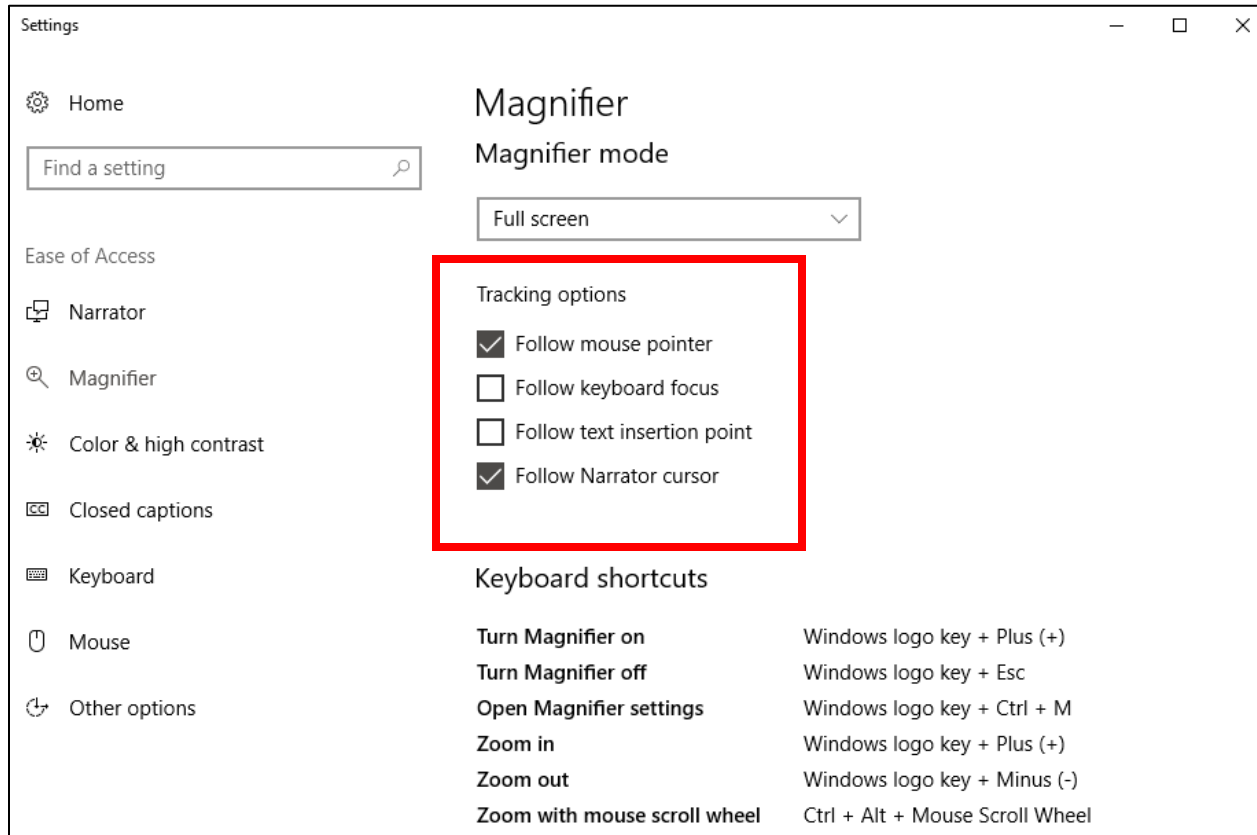 Settings
Home
Find a setting
Ease of Access
Narrator
Magnifier
Color & high contrast
CC Closed captions
Keyboard
Mouse
Other options
Magnifier
Magnifier mode
Full screen
Tracking options
Follow mouse pointer
Follow keyboard focus
Follow text insertion point
Follow Narrator cursor
Keyboard shortcuts
Turn Magnifier on Windows logo key + Plus (+)
Turn Magnifier off Windows logo key + Esc
Open Magnifier settings Windows logo key + Ctrl + M
Zoom in Windows logo key + Plus (+)
Zoom out Windows logo key + Minus (-)
Zoom with mouse scroll wheel Ctrl + Alt + Mouse Scroll Wheel